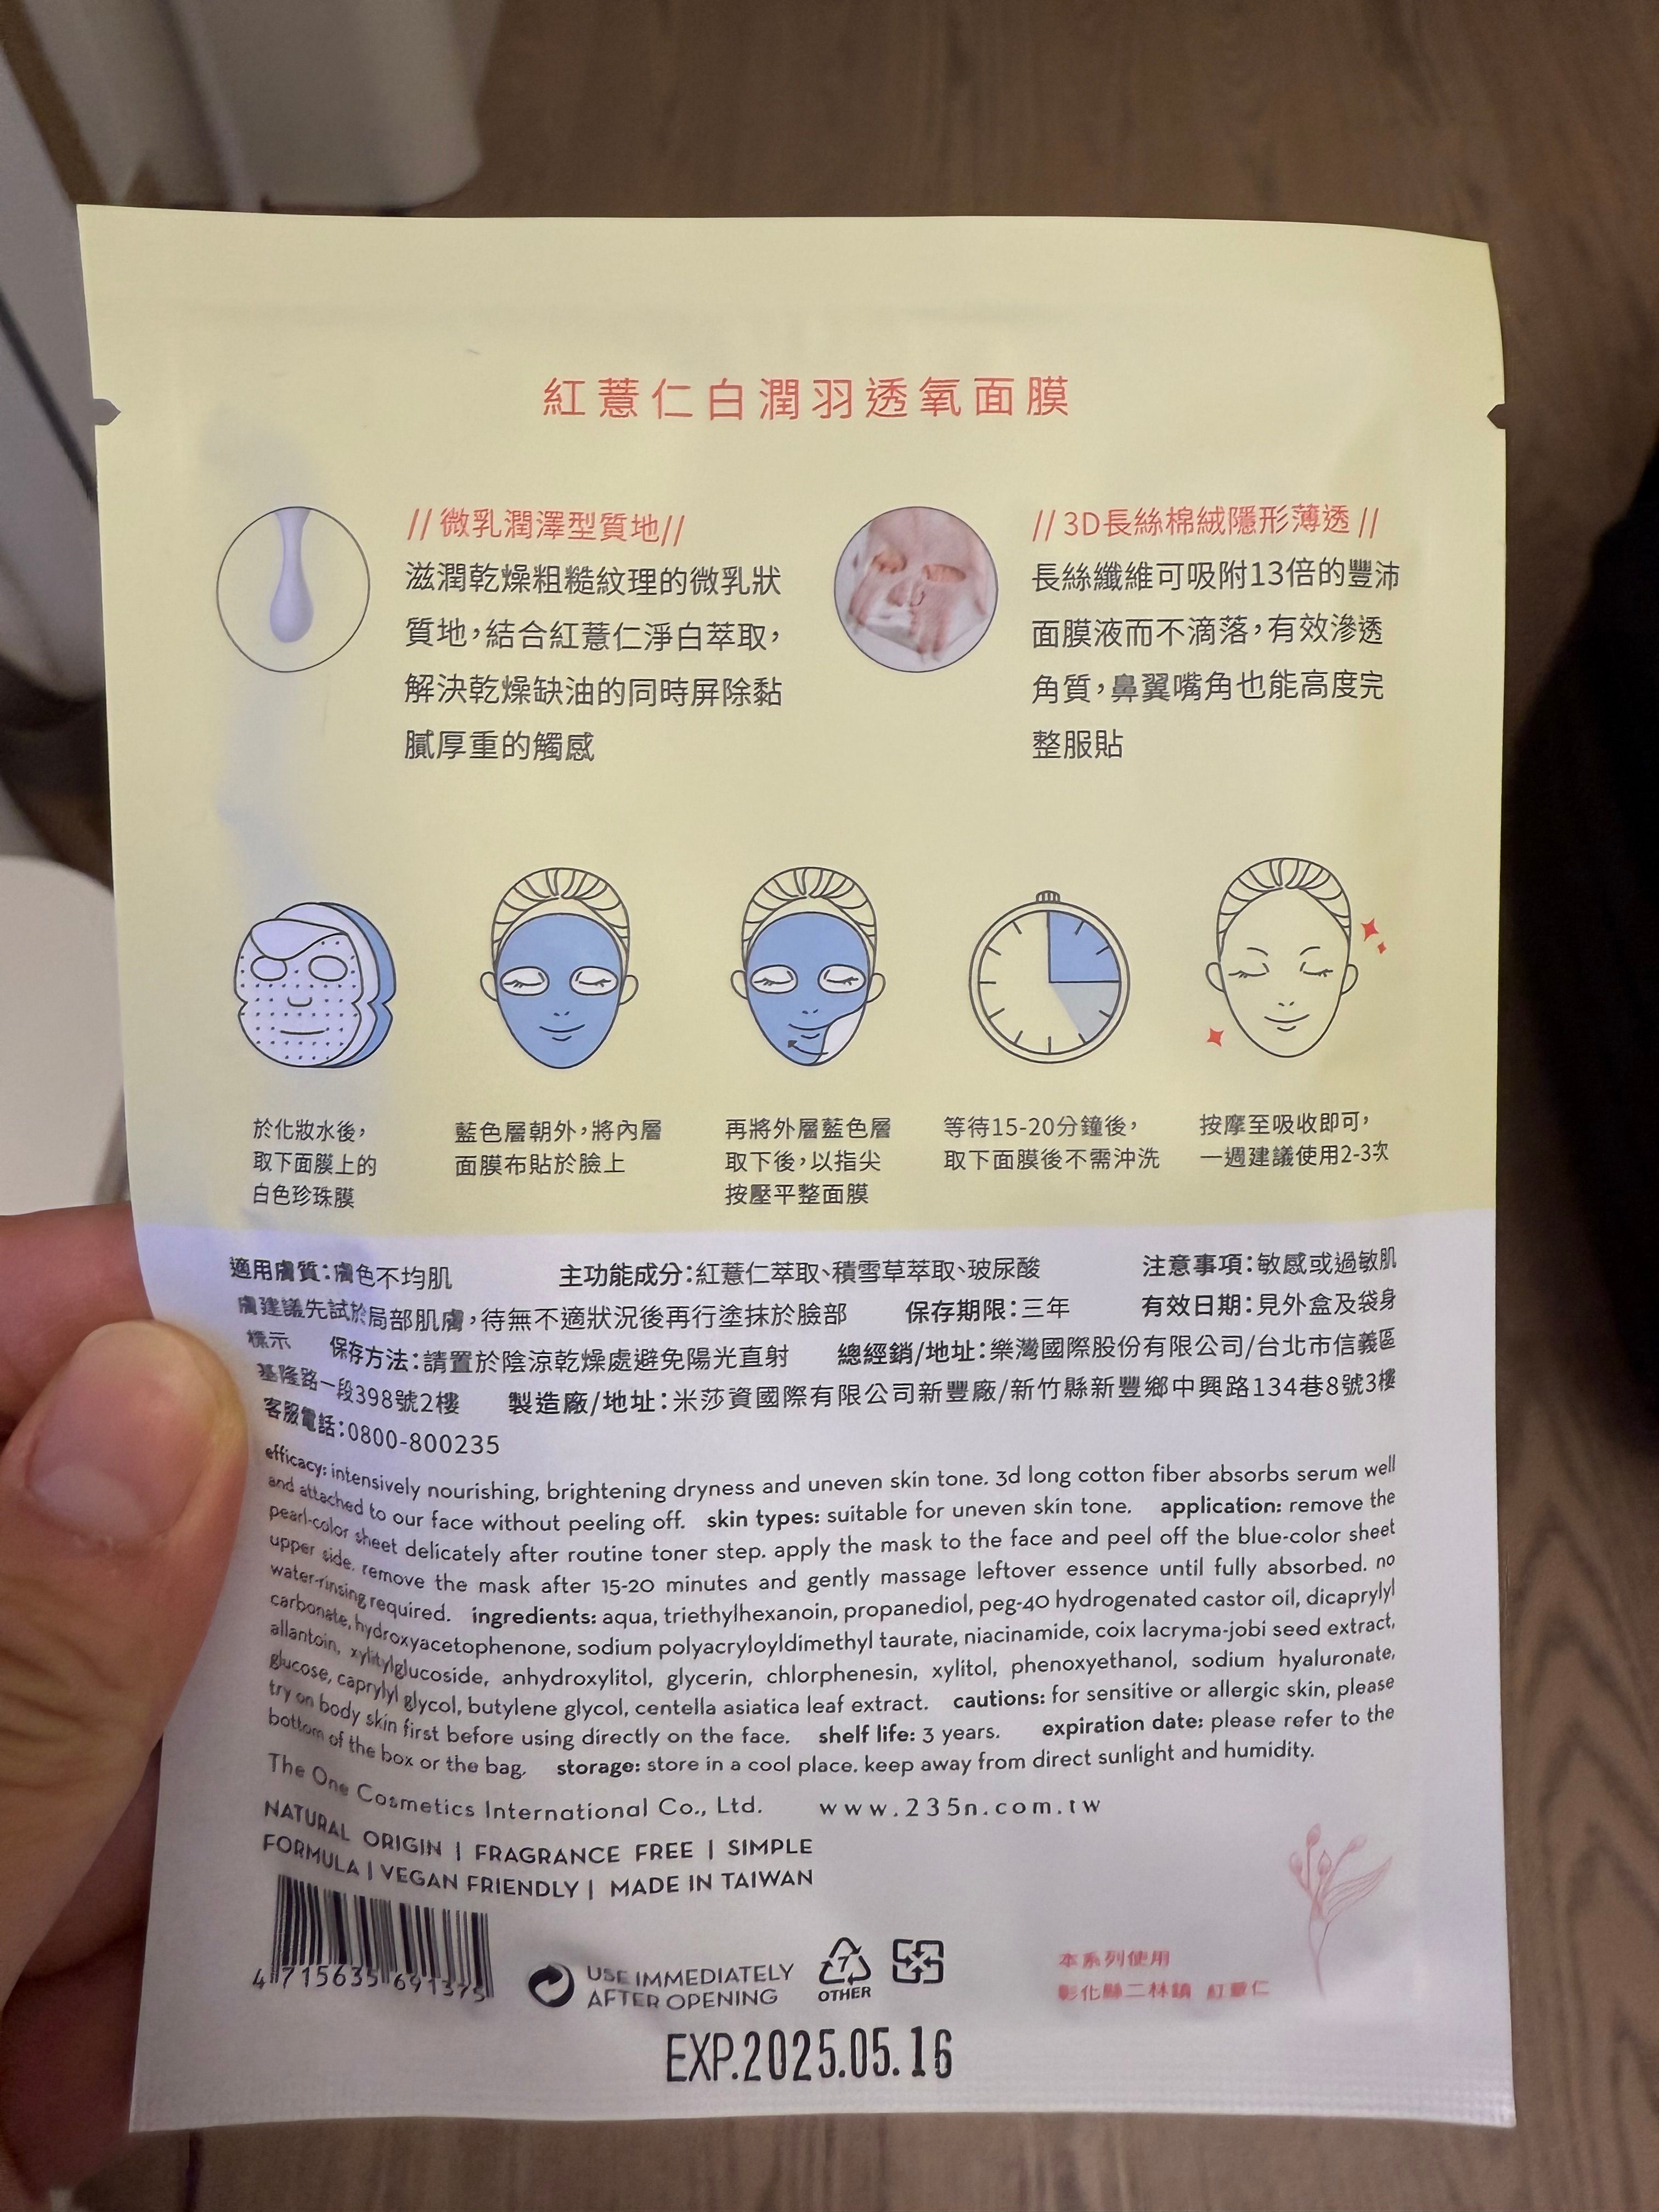 紅薏仁白潤羽透氧面膜
//微乳潤澤型質地//
滋潤乾燥粗糙紋理的微乳狀
質地，結合紅薏仁淨白萃取，
解決乾燥缺油的同時屏除黏
膩厚重的觸感
//3D長絲棉絨隱形薄透//
長絲纖維可吸附13倍的豐沛
面膜液而不滴落，有效滲透
角質，鼻翼嘴角也能高度完
整服貼
於化妝水後，
取下面膜上的
白色珍珠膜
藍色層朝外，將內層
面膜布貼於臉上
再將外層藍色層
取下後，以指尖
按壓平整面膜
等待15-20分鐘後，
取下面膜後不需沖洗
按摩至吸收即可，
一週建議使用2-3次
適用膚質：膚色不均肌 主功能成分：紅薏仁萃取、積雪草萃取、玻尿酸 注意事項：敏感或過敏肌
膚建議先試於局部肌膚，待無不適狀況後再行塗抹於臉部 保存期限：三年 有效日期：見外盒及袋身
標示 保存方法：請置於陰涼乾燥處避免陽光直射 總經銷/地址：樂灣國際股份有限公司/台北市信義區
基隆路一段398號2樓 製造廠/地址：米莎資國際有限公司新豐廠/新竹縣新豐鄉中興路134巷8號3樓
客服電話：0800-800235
efficacy: intensively nourishing, brightening dryness and uneven skin tone. 3d long cotton fiber absorbs serum well
and attached to our face without peeling off. skin types: suitable for uneven skin tone. application: remove the
pearl-color sheet delicately after routine toner step. apply the mask to the face and peel off the blue-color sheet
upper side. remove the mask after 15-20 minutes and gently massage leftover essence until fully absorbed. no
water-rinsing required. ingredients: aqua, triethylhexanoin, propanediol, peg-40 hydrogenated castor oil, dicaprylyl
carbonate, hydroxyacetophenone, sodium polyacryloyldimethyl taurate, niacinamide, coix lacryma-jobi seed extract,
allantoin, xylitylglucoside, anhydroxylitol, glycerin, chlorphenesin, xylitol, phenoxyethanol, sodium hyaluronate,
glucose, caprylyl glycol, butylene glycol, centella asiatica leaf extract. cautions: for sensitive or allergic skin, please
try on body skin first before using directly on the face. shelf life: 3 years. expiration date: please refer to the
bottom of the box or the bag. storage: store in a cool place. keep away from direct sunlight and humidity.
The One Cosmetics International Co., Ltd. www.235n.com.tw
NATURAL ORIGIN | FRAGRANCE FREE | SIMPLE
FORMULA | VEGAN FRIENDLY | MADE IN TAIWAN
4 715635 691375
USE IMMEDIATELY
AFTER OPENING
7
OTHER
本系列使用
彰化縣二林鎮 紅薏仁
EXP.2025.05.16